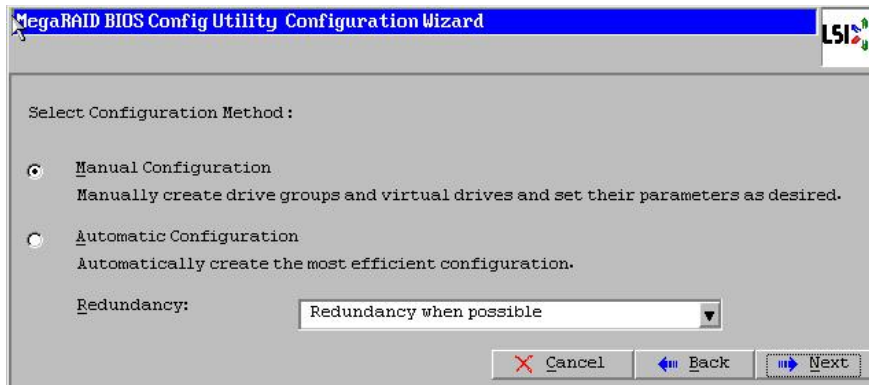 MegaRAID BIOS Config Utility Configuration Wizard
LSI
Select Configuration Method:
Manual Configuration
Manually create drive groups and virtual drives and set their parameters as desired.
Automatic Configuration
Automatically create the most efficient configuration.
Redundancy: Redundancy when possible
Cancel Back Next